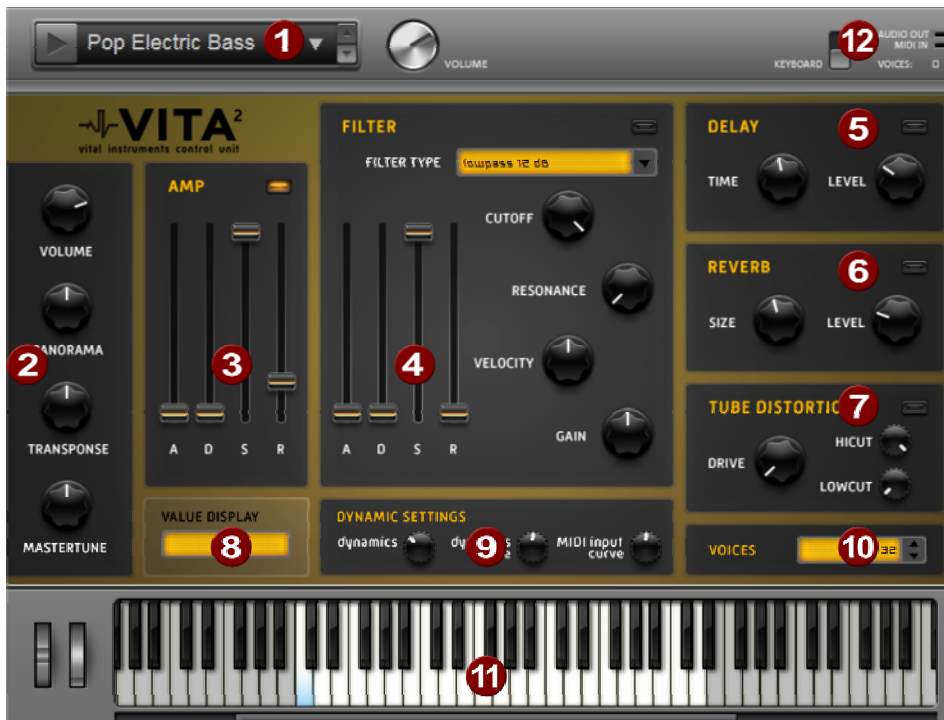 Pop Electric Bass 1
VOLUME
12
AUDIO OUT
MIDI IN
KEYBOARD
VOICES: 0
VITA 2
vital instruments control unit
VOLUME
2 PANORAMA
TRANSPONSE
MASTERTUNE
AMP
3
A D S R
FILTER
FILTER TYPE lowpass 12 dB
CUTOFF
RESONANCE
4 VELOCITY
GAIN
A D S R
DELAY 5
TIME LEVEL
REVERB 6
SIZE LEVEL
TUBE DISTORTIO 7
HICUT
DRIVE
LOWCUT
VALUE DISPLAY
8
DYNAMIC SETTINGS
dynamics 9 MIDI input
curve
VOICES 10 32
11